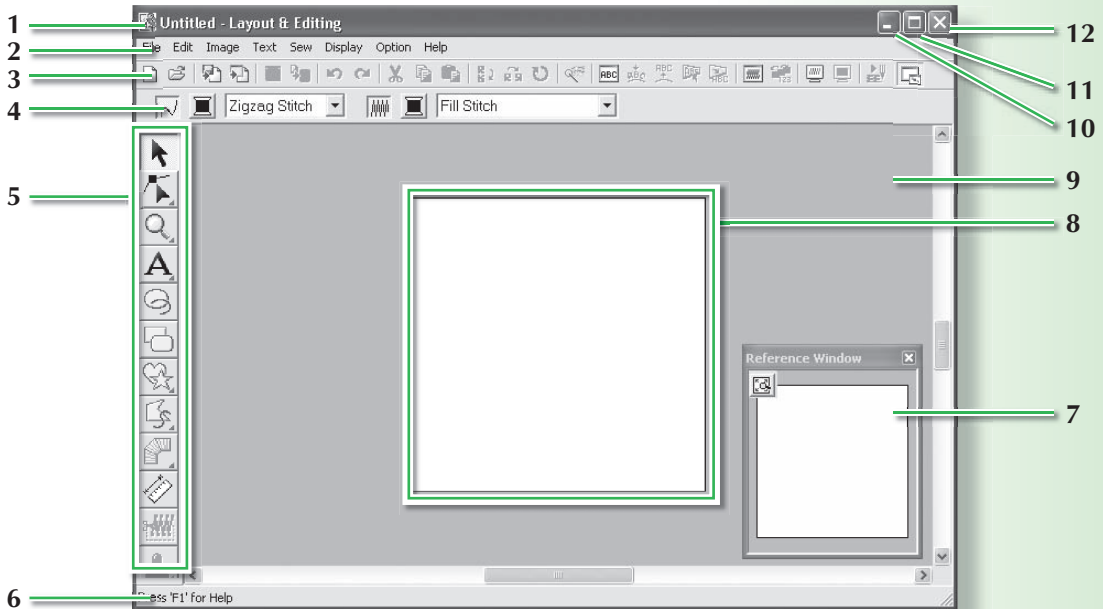 1
Untitled - Layout & Editing
12
2
File Edit Image Text Sew Display Option Help
3
ABC
11
4
Zigzag Stitch
Fill Stitch
10
5
A
9
8
Reference Window
7
6
Press 'F1' for Help